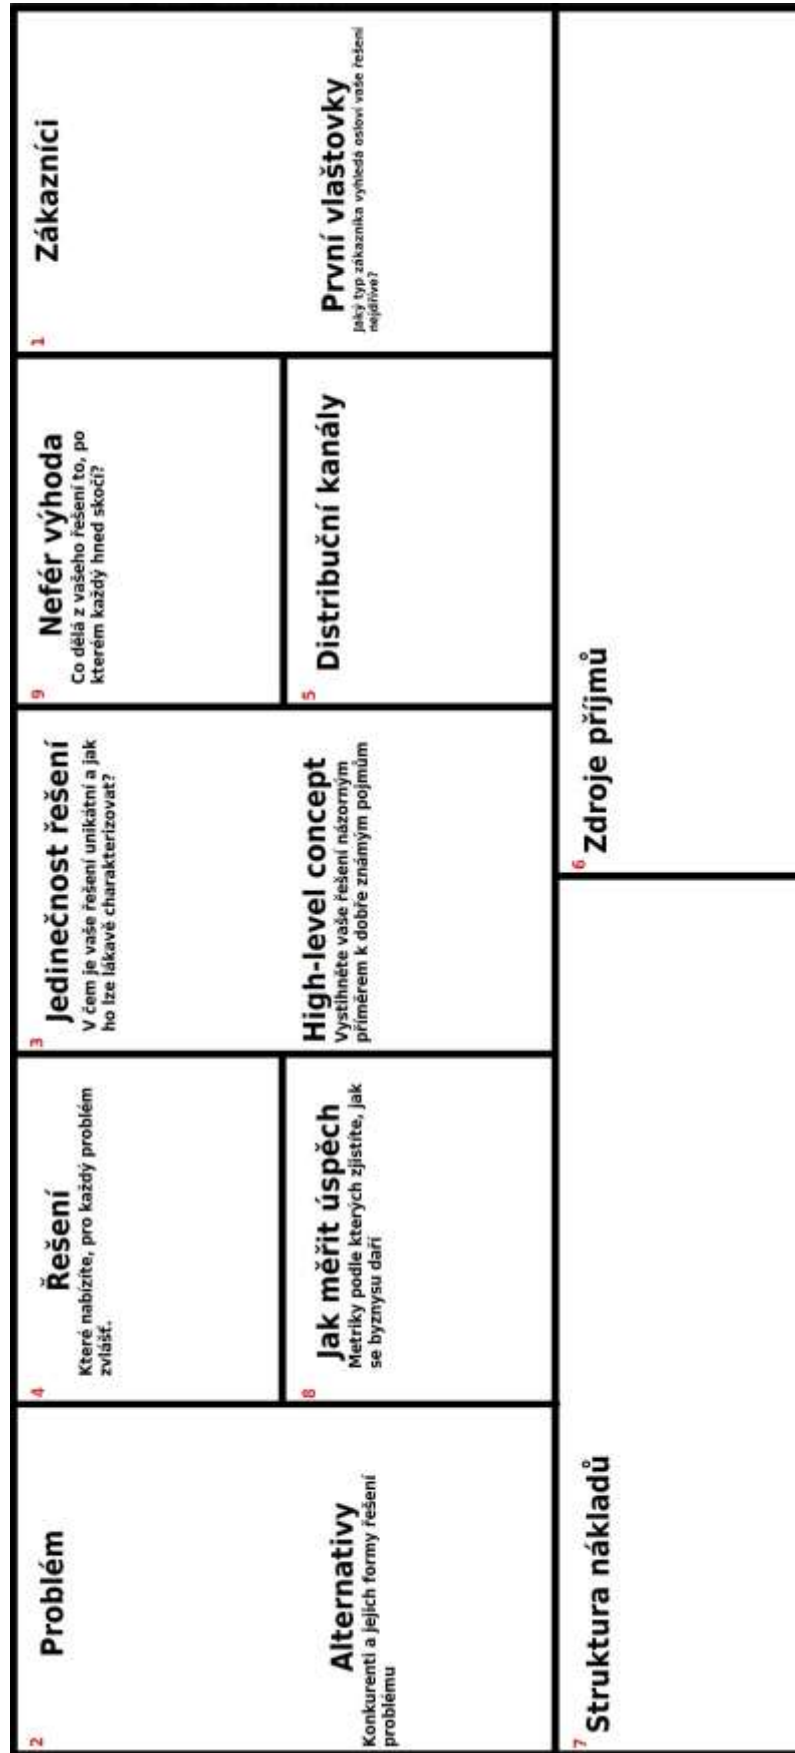 2
Problém
Alternativy
Konkurenti a jejich formy řešení
problému
4
Řešení
Které nabízíte, pro každý problém
zvlášť.
8
Jak měřit úspěch
Metriky podle kterých zjistíte, jak
se byznysu daří
3
Jedinečnost řešení
V čem je vaše řešení unikátní a jak
ho lze lákavě charakterizovat?
High-level concept
Vystihněte vaše řešení názorným
příměrem k dobře známým pojmům
9
Nefér výhoda
Co dělá z vašeho řešení to, po
kterém každý hned skočí?
5
Distribuční kanály
1
Zákazníci
První vlaštovky
Jaký typ zákazníka vyhledá osloví vaše řešení
nejdříve?
7
Struktura nákladů
6
Zdroje příjmů